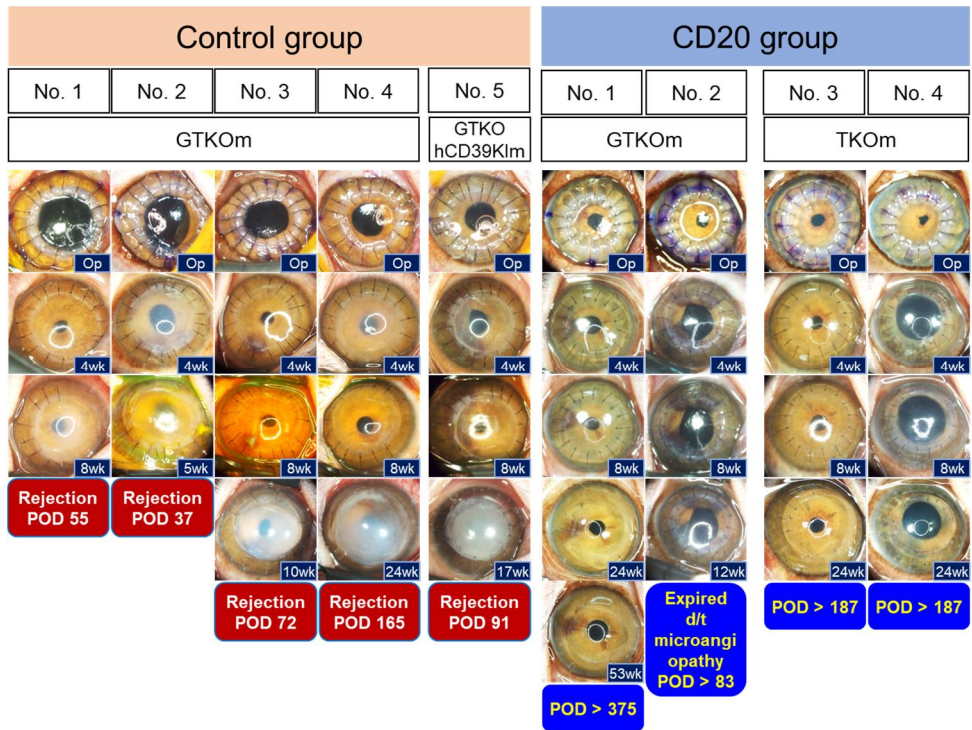 Control group
CD20 group
No. 1
No. 2
No. 3
No. 4
No. 5
No. 1
No. 2
No. 3
No. 4
GTKOm
GTKO
hCD39KIm
GTKOm
TKOm
Op
Op
Op
Op
Op
Op
Op
Op
Op
4wk
4wk
4wk
4wk
4wk
4wk
4wk
4wk
4wk
8wk
5wk
8wk
8wk
8wk
8wk
8wk
8wk
8wk
Rejection
POD 55
Rejection
POD 37
10wk
24wk
17wk
24wk
12wk
24wk
24wk
Rejection
POD 72
Rejection
POD 165
Rejection
POD 91
53wk
Expired
d/t
microangi
opathy
POD > 83
POD > 187
POD > 187
POD > 375